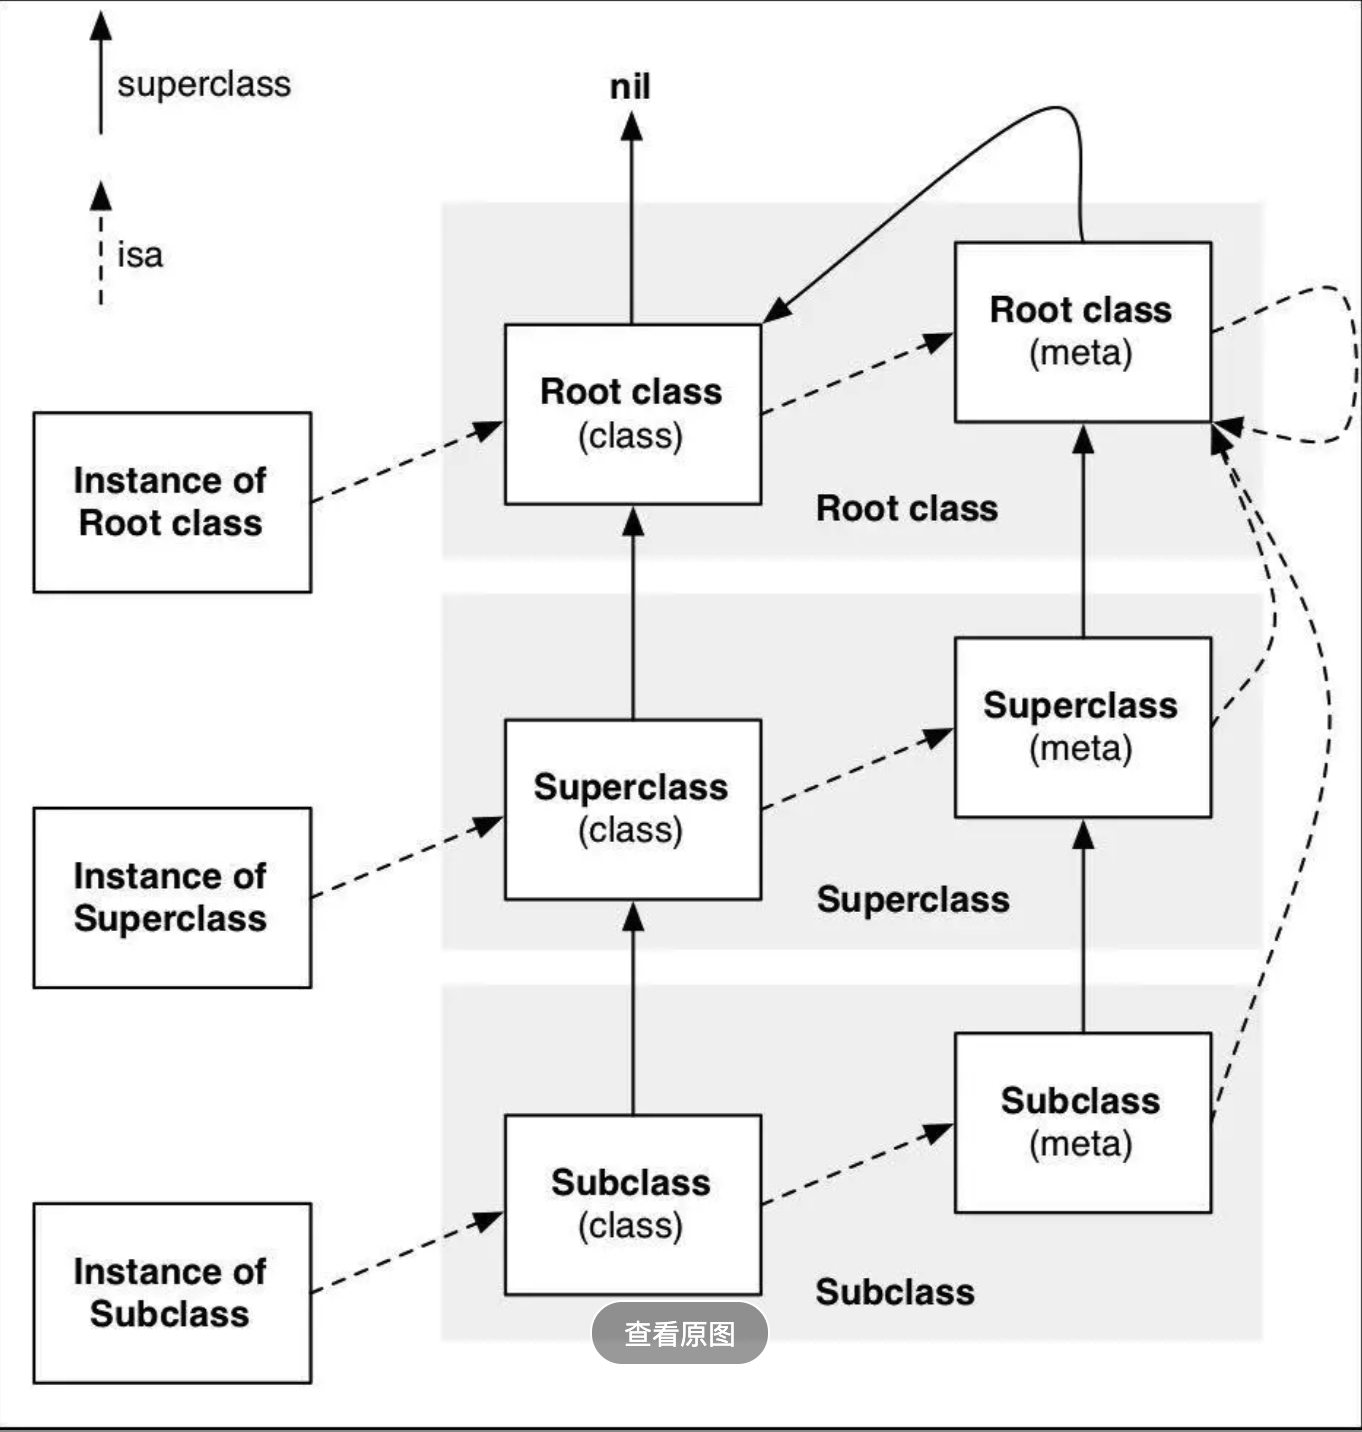 superclass
nil
isa
Root class
(meta)
Root class
(class)
Instance of
Root class
Root class
Superclass
(meta)
Superclass
(class)
Instance of
Superclass
Superclass
Subclass
(meta)
Subclass
(class)
Instance of
Subclass
Subclass
查看原图